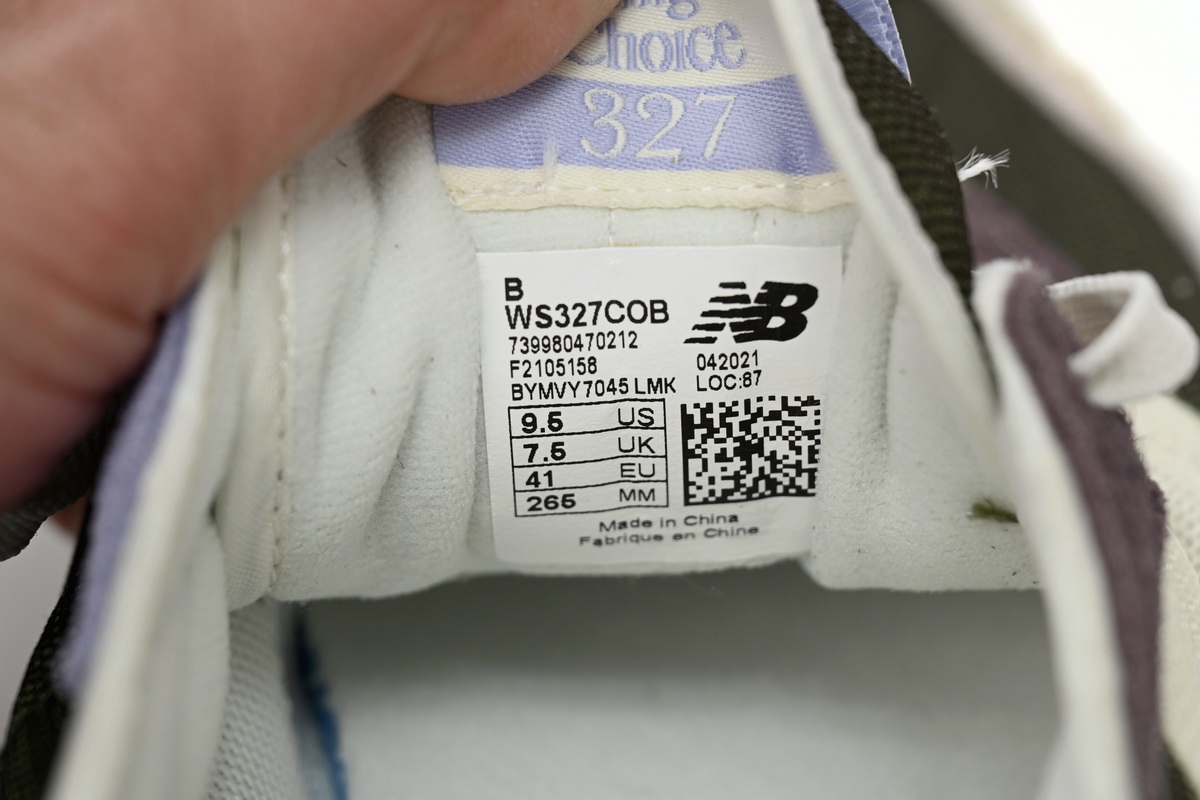 Choice
327
B
WS327COB
739980470212
F2105158
BYMVY7045 LMK
NB
042021
LOC:87
9.5 US
7.5 UK
41 EU
265 MM
Made in China
Fabrique en Chine